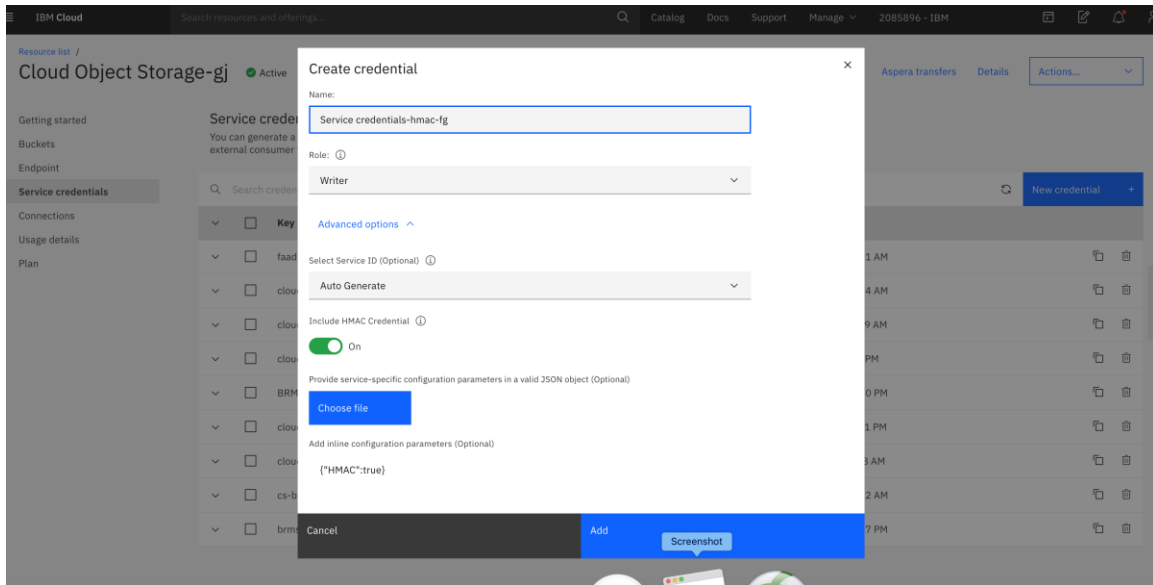 IBM Cloud
Search resources and offerings...
Catalog
Docs
Support
Manage
2085896 - IBM
Resource list /
Cloud Object Storage-gj
Active
Aspera transfers
Details
Actions...
Getting started
Buckets
Endpoint
Service credentials
Connections
Usage details
Plan
Service creder
You can generate a
external consumer
Search creden
New credential +
Key
faad
1 AM
clou
4 AM
clou
9 AM
clou
PM
BRM
0 PM
clou
1 PM
clou
3 AM
cs-b
2 AM
brms
7 PM
Create credential
Name:
Service credentials-hmac-fg
Role:
Writer
Advanced options
Select Service ID (Optional)
Auto Generate
Include HMAC Credential
On
Provide service-specific configuration parameters in a valid JSON object (Optional)
Choose file
Add inline configuration parameters (Optional)
{"HMAC":true}
Cancel
Add
Screenshot